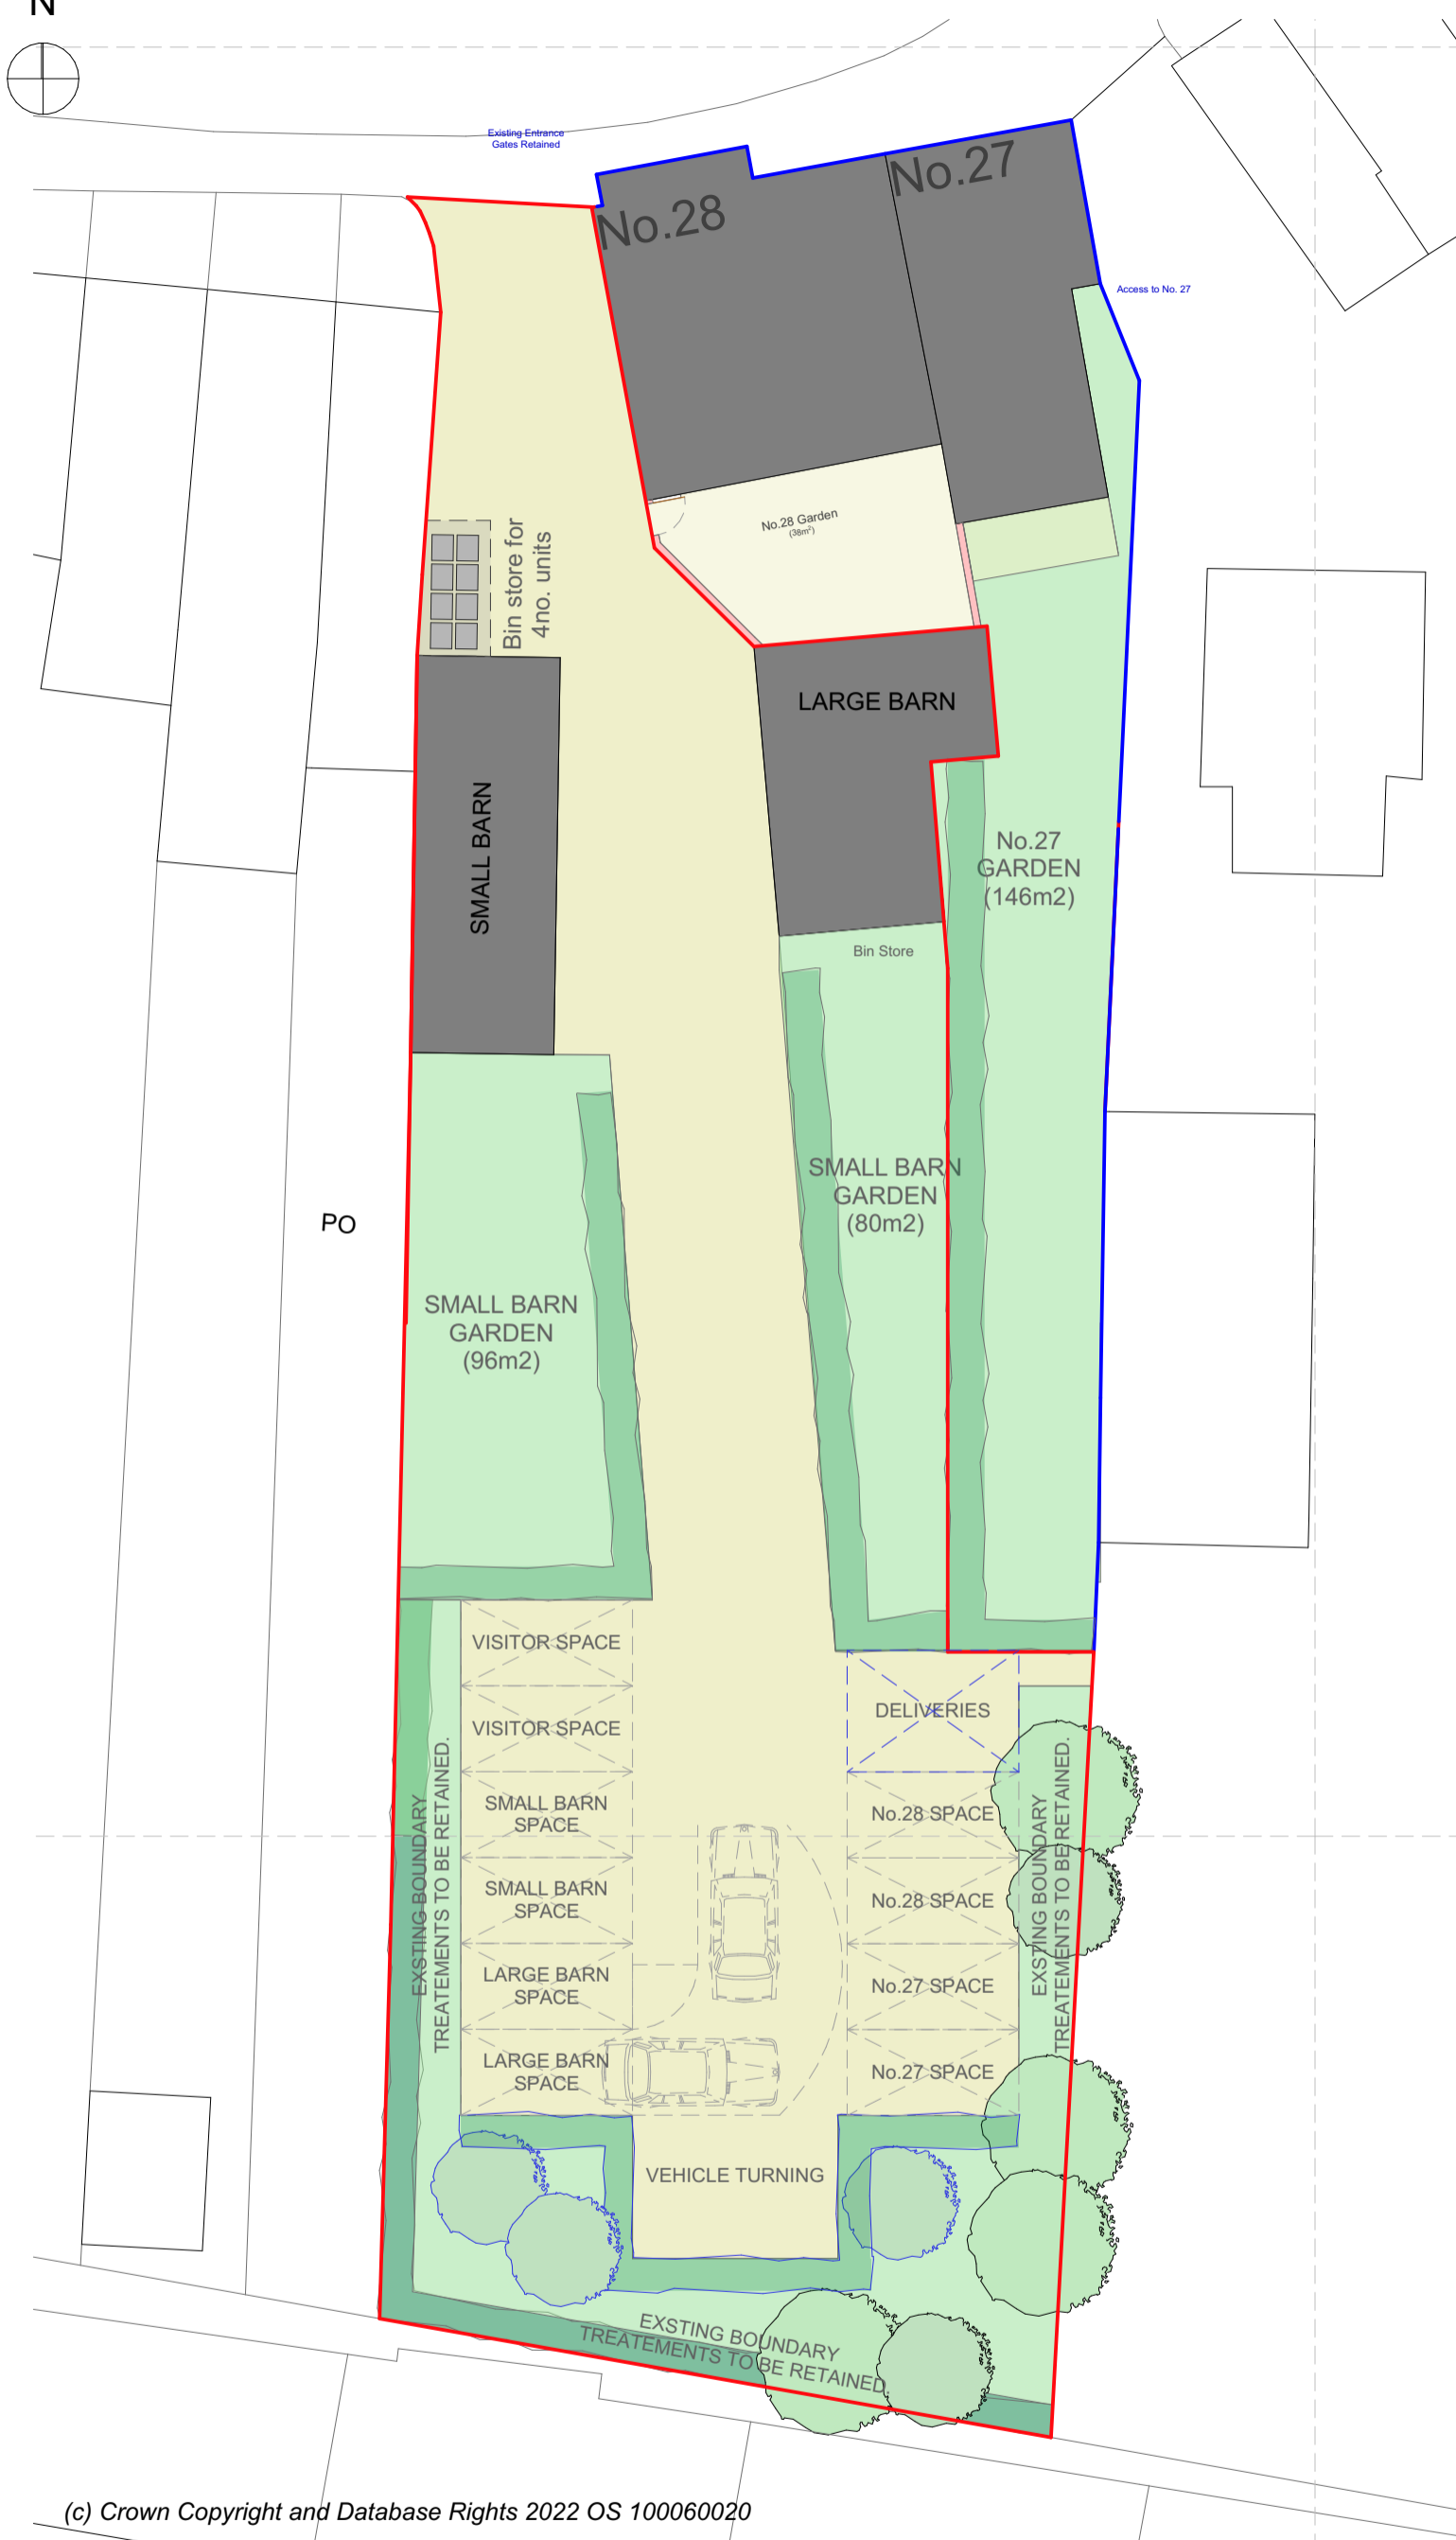 N
Existing Entrance
Gates Retained
No.27
No.28
Access to No. 27
No.28 Garden
(38m²)
Bin store for
4no. units
LARGE BARN
SMALL BARN
No.27
GARDEN
(146m2)
Bin Store
SMALL BARN
GARDEN
(80m2)
PO
SMALL BARN
GARDEN
(96m2)
VISITOR SPACE
DELIVERIES
VISITOR SPACE
SMALL BARN
SPACE
No.28 SPACE
SMALL BARN
SPACE
No.28 SPACE
EXSTING BOUNDARY
TREATEMENTS TO BE RETAINED.
EXSTING BOUNDARY
TREATEMENTS TO BE RETAINED.
LARGE BARN
SPACE
No.27 SPACE
LARGE BARN
SPACE
No.27 SPACE
VEHICLE TURNING
EXSTING BOUNDARY
TREATEMENTS TO BE RETAINED.
(c) Crown Copyright and Database Rights 2022 OS 100060020